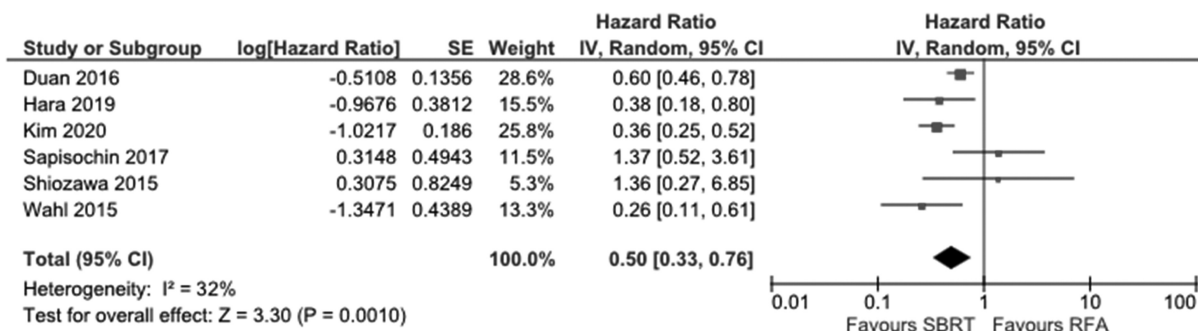 Hazard Ratio Hazard Ratio
Study or Subgroup log[Hazard Ratio] SE Weight IV, Random, 95% CI IV, Random, 95% CI
Duan 2016 -0.5108 0.1356 28.6% 0.60 [0.46, 0.78]
Hara 2019 -0.9676 0.3812 15.5% 0.38 [0.18, 0.80]
Kim 2020 -1.0217 0.186 25.8% 0.36 [0.25, 0.52]
Sapisochin 2017 0.3148 0.4943 11.5% 1.37 [0.52, 3.61]
Shiozawa 2015 0.3075 0.8249 5.3% 1.36 [0.27, 6.85]
Wahl 2015 -1.3471 0.4389 13.3% 0.26 [0.11, 0.61]
Total (95% CI) 100.0% 0.50 [0.33, 0.76]
Heterogeneity: I² = 32%
Test for overall effect: Z = 3.30 (P = 0.0010)
0.01 0.1 1 10 100
Favours SBRT Favours RFA